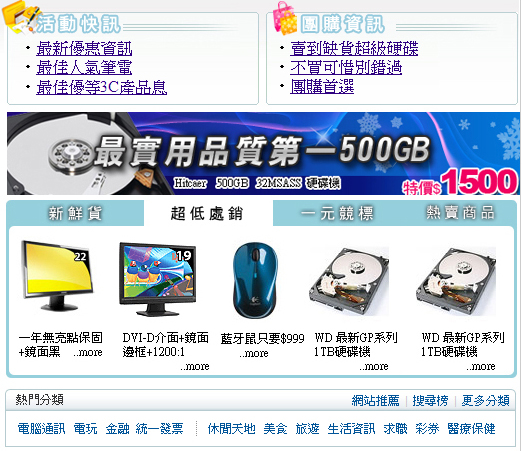 活動快訊
‧最新優惠資訊
‧最佳人氣筆電
‧最佳優等3C產品息
團購資訊
‧賣到缺貨超級硬碟
‧不買可惜別錯過
‧團購首選
最實用品質第一500GB
Hitcaer 500GB 52MSASS 硬碟機
特價$1500
新鮮貨 超低處銷 一元競標 熱賣商品
22
19
一年無亮點保固
+鏡面黑 ..more
DVI-D介面+鏡面
邊框+1200:1
..more
藍牙鼠只要$999
..more
WD 最新GP系列
1TB硬碟機
..more
WD 最新GP系列
1TB硬碟機
..more
熱門分類 網站推薦 | 搜尋榜 | 更多分類
電腦通訊 電玩 金融 統一發票 休閒天地 美食 旅遊 生活資訊 求職 彩券 醫療保健